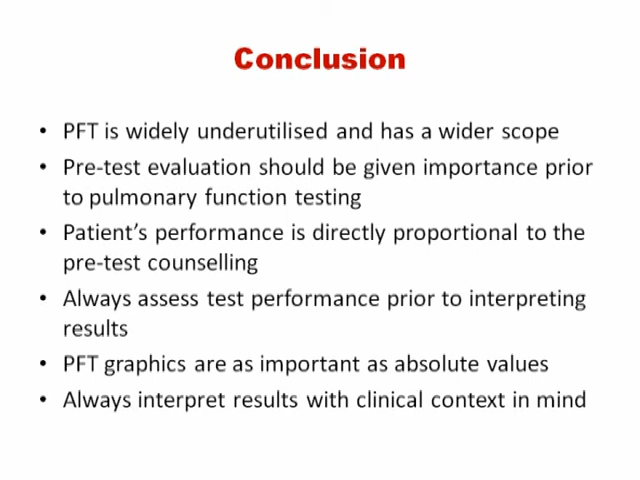 Conclusion
• PFT is widely underutilised and has a wider scope
• Pre-test evaluation should be given importance prior
to pulmonary function testing
• Patient’s performance is directly proportional to the
pre-test counselling
• Always assess test performance prior to interpreting
results
• PFT graphics are as important as absolute values
• Always interpret results with clinical context in mind